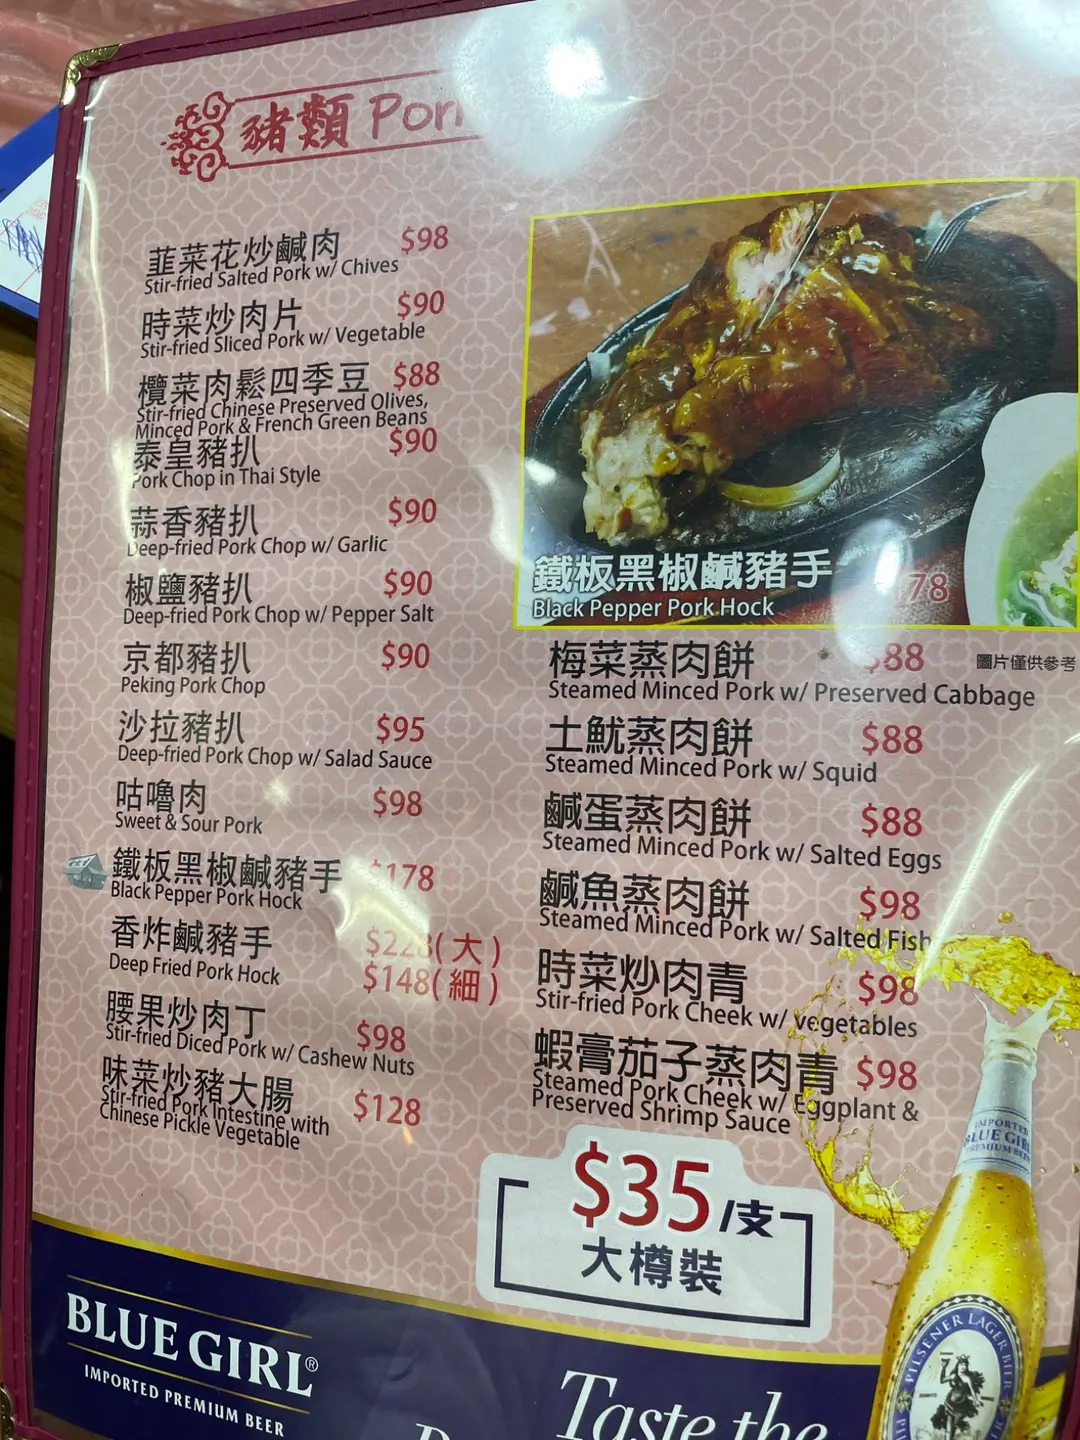 豬類 Pork
韮菜花炒鹹肉 $98
Stir-fried Salted Pork w/ Chives
時菜炒肉片 $90
Stir-fried Sliced Pork w/ Vegetable
欖菜肉鬆四季豆 $88
Stir-fried Chinese Preserved Olives,
Minced Pork & French Green Beans
泰皇豬扒 $90
Pork Chop in Thai Style
蒜香豬扒 $90
Deep-fried Pork Chop w/ Garlic
椒鹽豬扒 $90
Deep-fried Pork Chop w/ Pepper Salt
京都豬扒 $90
Peking Pork Chop
沙拉豬扒 $95
Deep-fried Pork Chop w/ Salad Sauce
咕嚕肉 $98
Sweet & Sour Pork
鐵板黑椒鹹豬手 $178
Black Pepper Pork Hock
香炸鹹豬手 $228(大)
Deep Fried Pork Hock $148(細)
腰果炒肉丁 $98
Stir-fried Diced Pork w/ Cashew Nuts
味菜炒豬大腸 $128
Stir-fried Pork Intestine with
Chinese Pickle Vegetable
鐵板黑椒鹹豬手 78
Black Pepper Pork Hock
梅菜蒸肉餅 $88 圖片僅供參考
Steamed Minced Pork w/ Preserved Cabbage
土魷蒸肉餅 $88
Steamed Minced Pork w/ Squid
鹹蛋蒸肉餅 $88
Steamed Minced Pork w/ Salted Eggs
鹹魚蒸肉餅 $98
Steamed Minced Pork w/ Salted Fish
時菜炒肉青 $98
Stir-fried Pork Cheek w/ vegetables
蝦膏茄子蒸肉青 $98
Steamed Pork Cheek w/ Eggplant &
Preserved Shrimp Sauce
$35/支
大樽裝
IMPORTED
BLUE GIRL
PREMIUM BEER
PILSENER LAGER BIER
BLUE GIRL®
IMPORTED PREMIUM BEER
Taste the